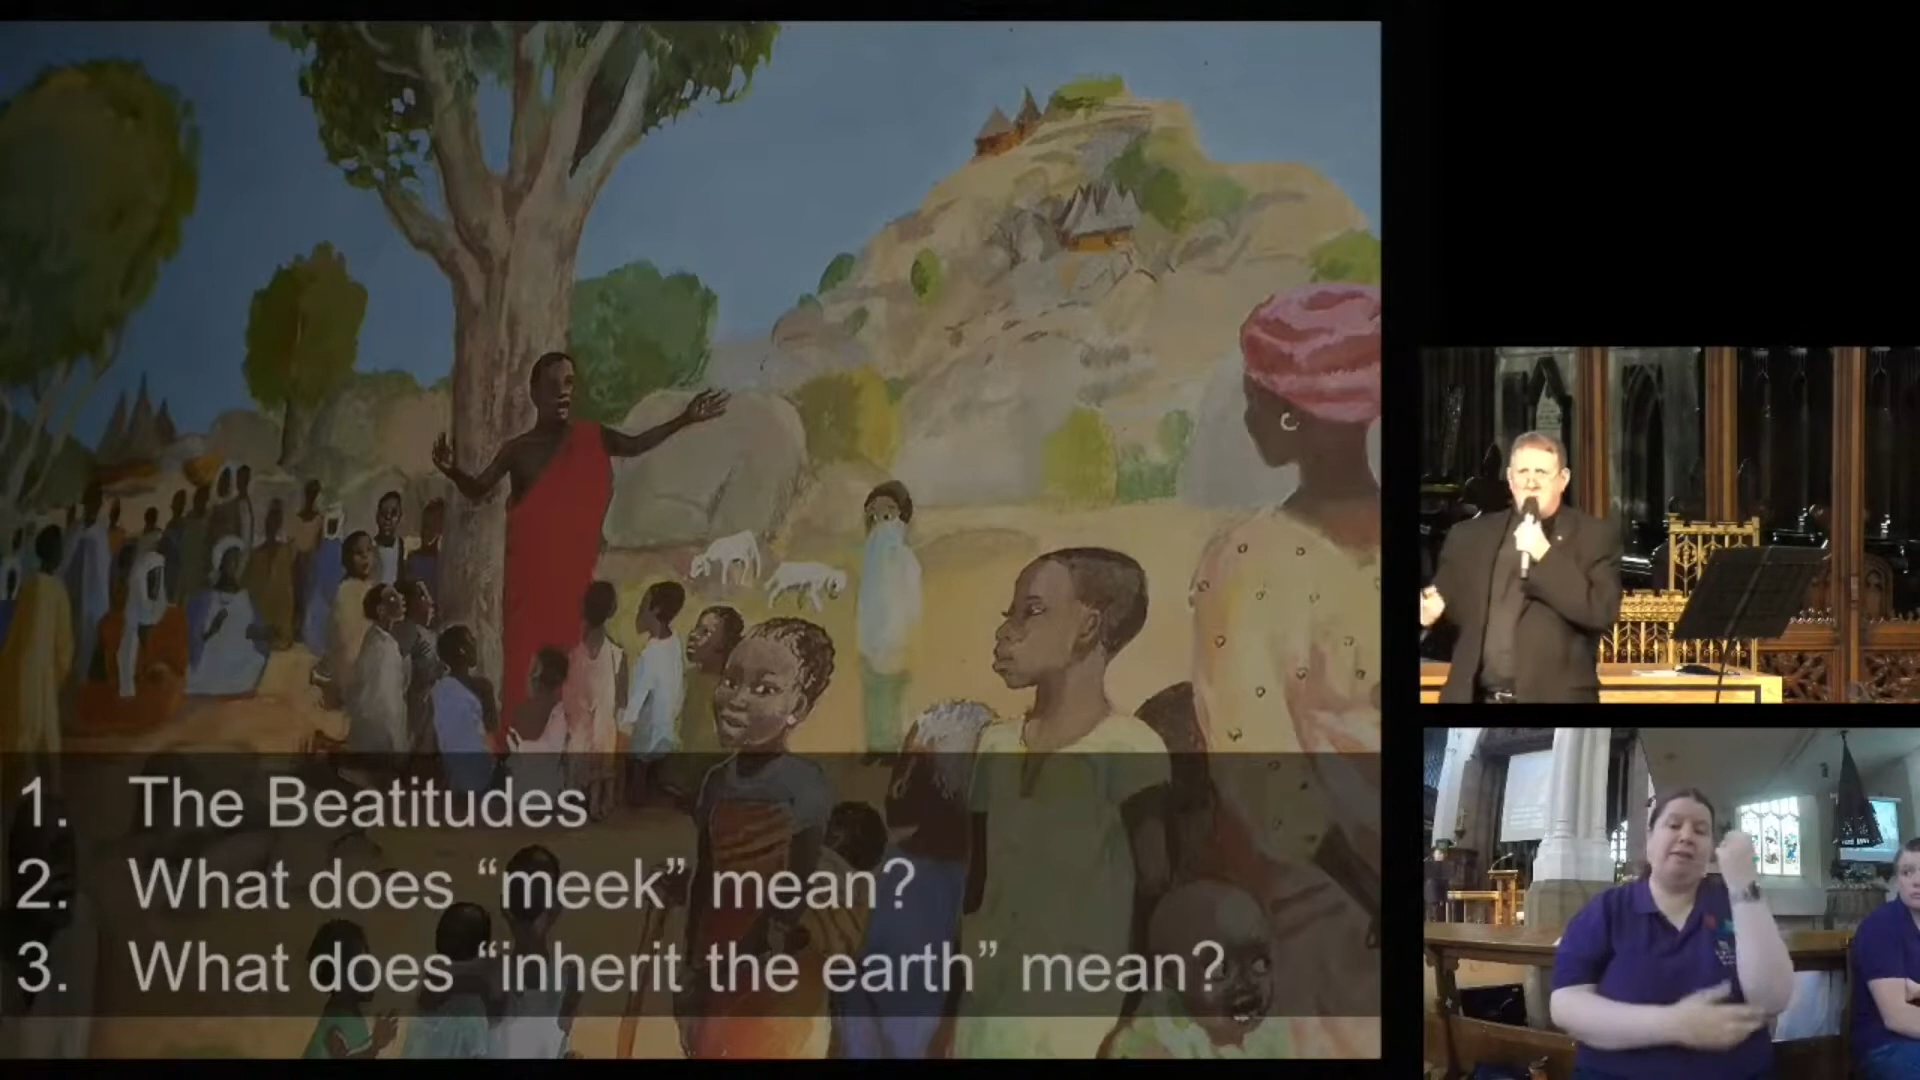 1. The Beatitudes
2. What does “meek” mean?
3. What does “inherit the earth” mean?